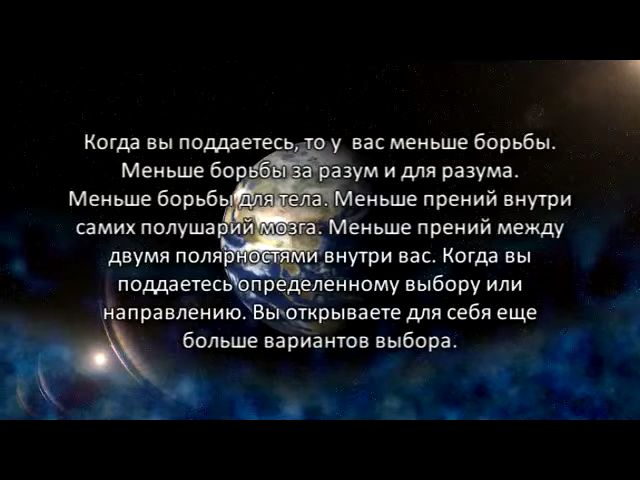 Когда вы поддаетесь, то у  вас меньше борьбы.
Меньше борьбы за разум и для разума.
Меньше борьбы для тела. Меньше прений внутри
самих полушарий мозга. Меньше прений между
двумя полярностями внутри вас. Когда вы
поддаетесь определенному выбору или
направлению. Вы открываете для себя еще
больше вариантов выбора.